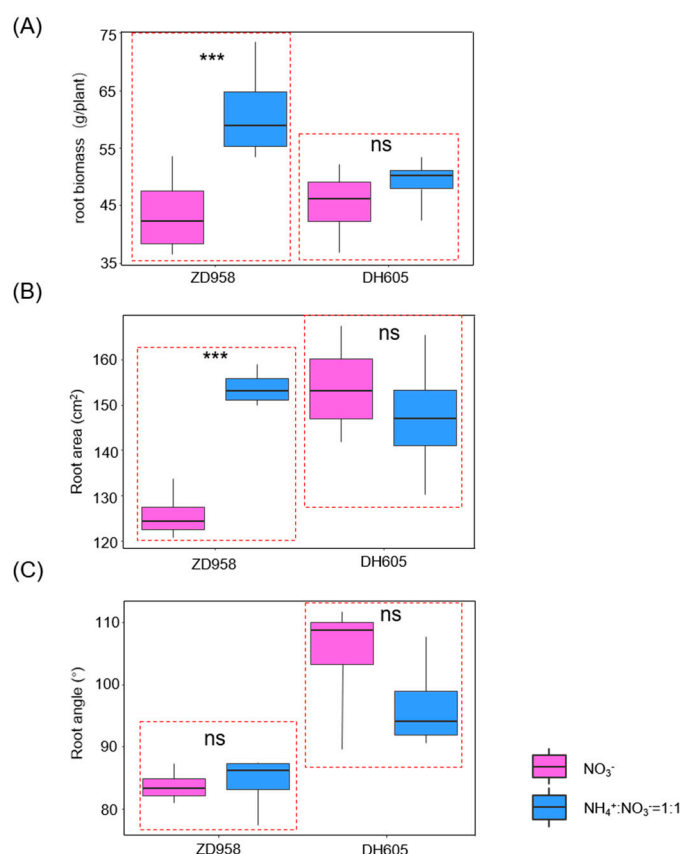 (A)
75
65
55
45
35
root biomass (g/plant)
***
ns
ZD958 DH605
(B)
160
150
140
130
120
Root area (cm²)
***
ns
ZD958 DH605
(C)
110
100
90
80
Root angle (°)
ns
ns
ZD958 DH605
NO₃⁻
NH₄⁺:NO₃⁻=1:1